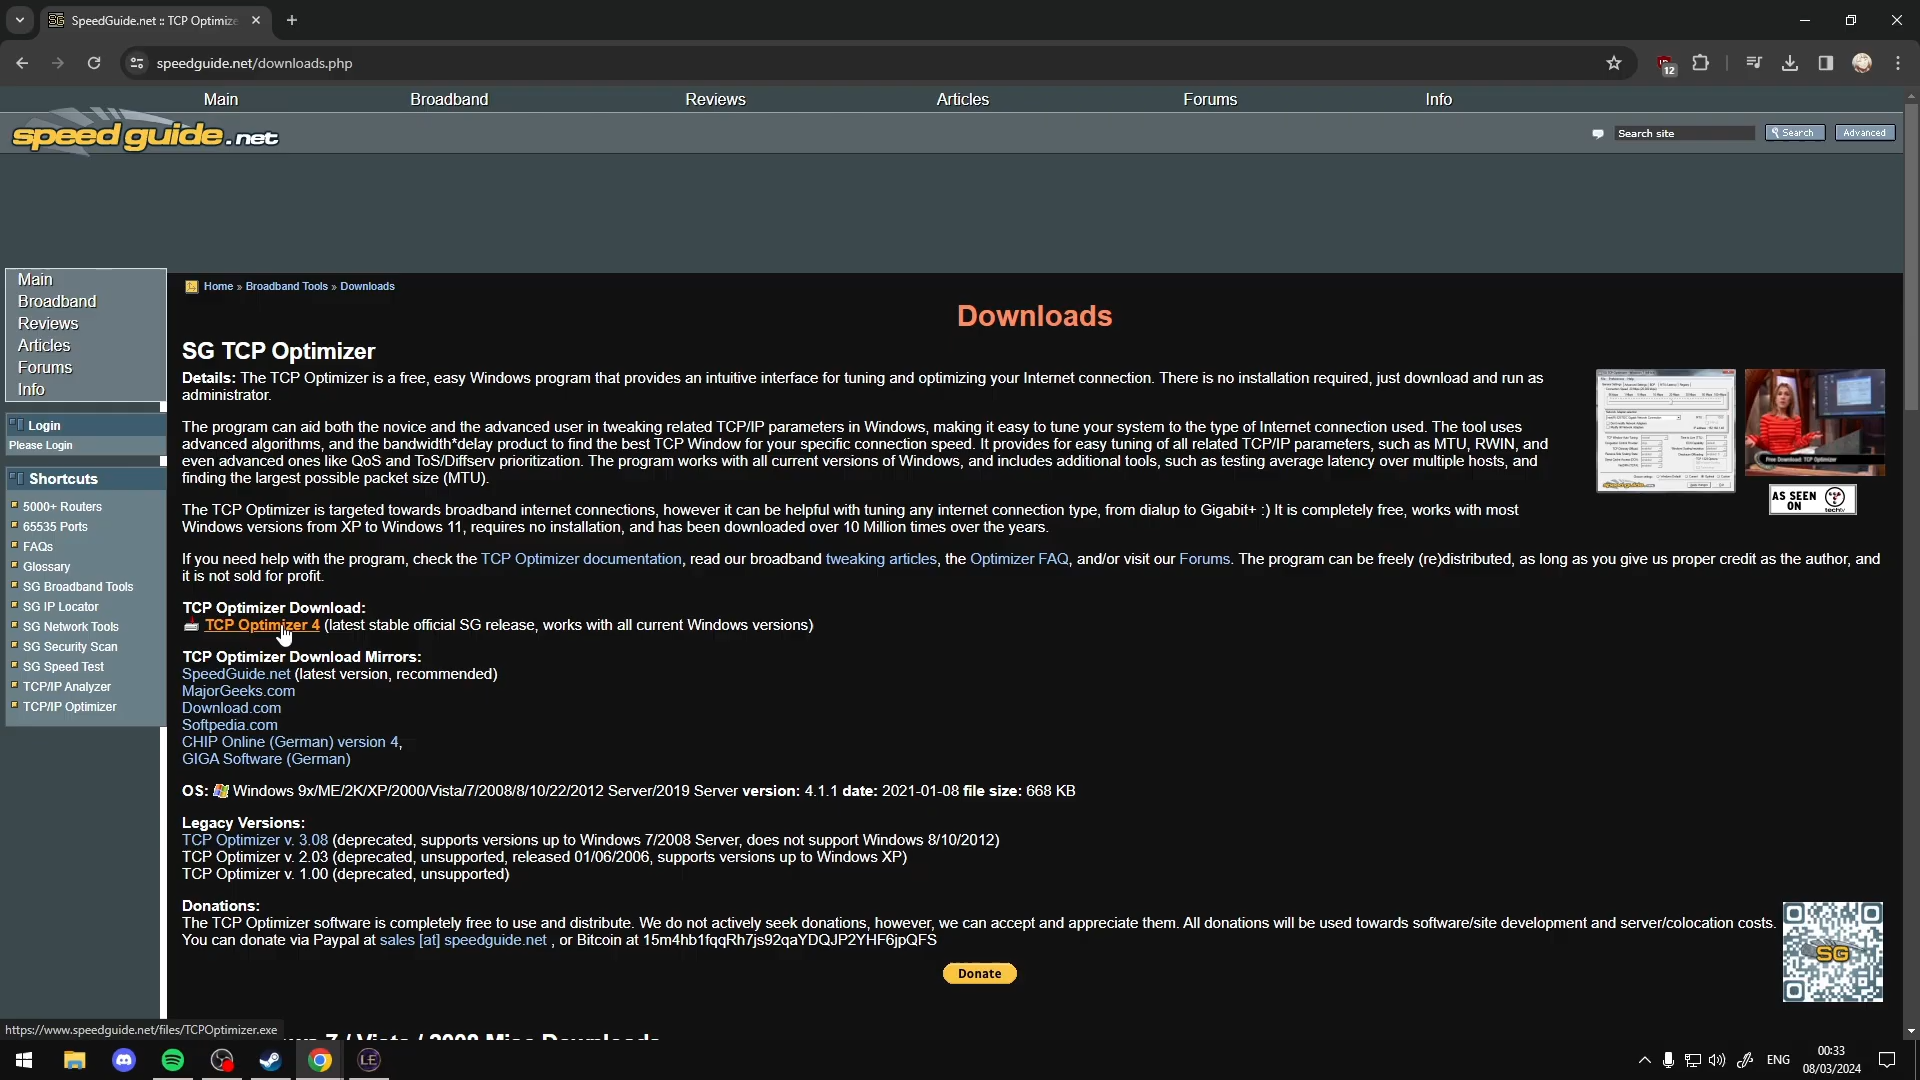 SpeedGuide.net :: TCP Optimize
speedguide.net/downloads.php
12
Main
Broadband
Reviews
Articles
Forums
Info
speed guide.net
Search site
Search
Advanced
Main
Broadband
Reviews
Articles
Forums
Info
Login
Please Login
Shortcuts
5000+ Routers
65535 Ports
FAQs
Glossary
SG Broadband Tools
SG IP Locator
SG Network Tools
SG Security Scan
SG Speed Test
TCP/IP Analyzer
TCP/IP Optimizer
Home » Broadband Tools » Downloads
Downloads
SG TCP Optimizer
Details: The TCP Optimizer is a free, easy Windows program that provides an intuitive interface for tuning and optimizing your Internet connection. There is no installation required, just download and run as
administrator.
The program can aid both the novice and the advanced user in tweaking related TCP/IP parameters in Windows, making it easy to tune your system to the type of Internet connection used. The tool uses
advanced algorithms, and the bandwidth*delay product to find the best TCP Window for your specific connection speed. It provides for easy tuning of all related TCP/IP parameters, such as MTU, RWIN, and
even advanced ones like QoS and ToS/Diffserv prioritization. The program works with all current versions of Windows, and includes additional tools, such as testing average latency over multiple hosts, and
finding the largest possible packet size (MTU).
The TCP Optimizer is targeted towards broadband internet connections, however it can be helpful with tuning any internet connection type, from dialup to Gigabit+ :) It is completely free, works with most
Windows versions from XP to Windows 11, requires no installation, and has been downloaded over 10 Million times over the years.
If you need help with the program, check the TCP Optimizer documentation, read our broadband tweaking articles, the Optimizer FAQ, and/or visit our Forums. The program can be freely (re)distributed, as long as you give us proper credit as the author, and
it is not sold for profit.
TCP Optimizer Download:
TCP Optimizer 4 (latest stable official SG release, works with all current Windows versions)
TCP Optimizer Download Mirrors:
SpeedGuide.net (latest version, recommended)
MajorGeeks.com
Download.com
Softpedia.com
CHIP Online (German) version 4,
GIGA Software (German)
OS: Windows 9x/ME/2K/XP/2000/Vista/7/2008/8/10/22/2012 Server/2019 Server version: 4.1.1 date: 2021-01-08 file size: 668 KB
Legacy Versions:
TCP Optimizer v. 3.08 (deprecated, supports versions up to Windows 7/2008 Server, does not support Windows 8/10/2012)
TCP Optimizer v. 2.03 (deprecated, unsupported, released 01/06/2006, supports versions up to Windows XP)
TCP Optimizer v. 1.00 (deprecated, unsupported)
Donations:
The TCP Optimizer software is completely free to use and distribute. We do not actively seek donations, however, we can accept and appreciate them. All donations will be used towards software/site development and server/colocation costs.
You can donate via Paypal at sales [at] speedguide.net , or Bitcoin at 15m4hb1fqqRh7js92qaYDQJP2YHF6jpQFS
Donate
Free Download: TCP Optimizer
AS SEEN
ON
techtv
SG
https://www.speedguide.net/files/TCPOptimizer.exe
7 / Vista / 2008 Misc Downloads
LE
ENG
00:33
08/03/2024